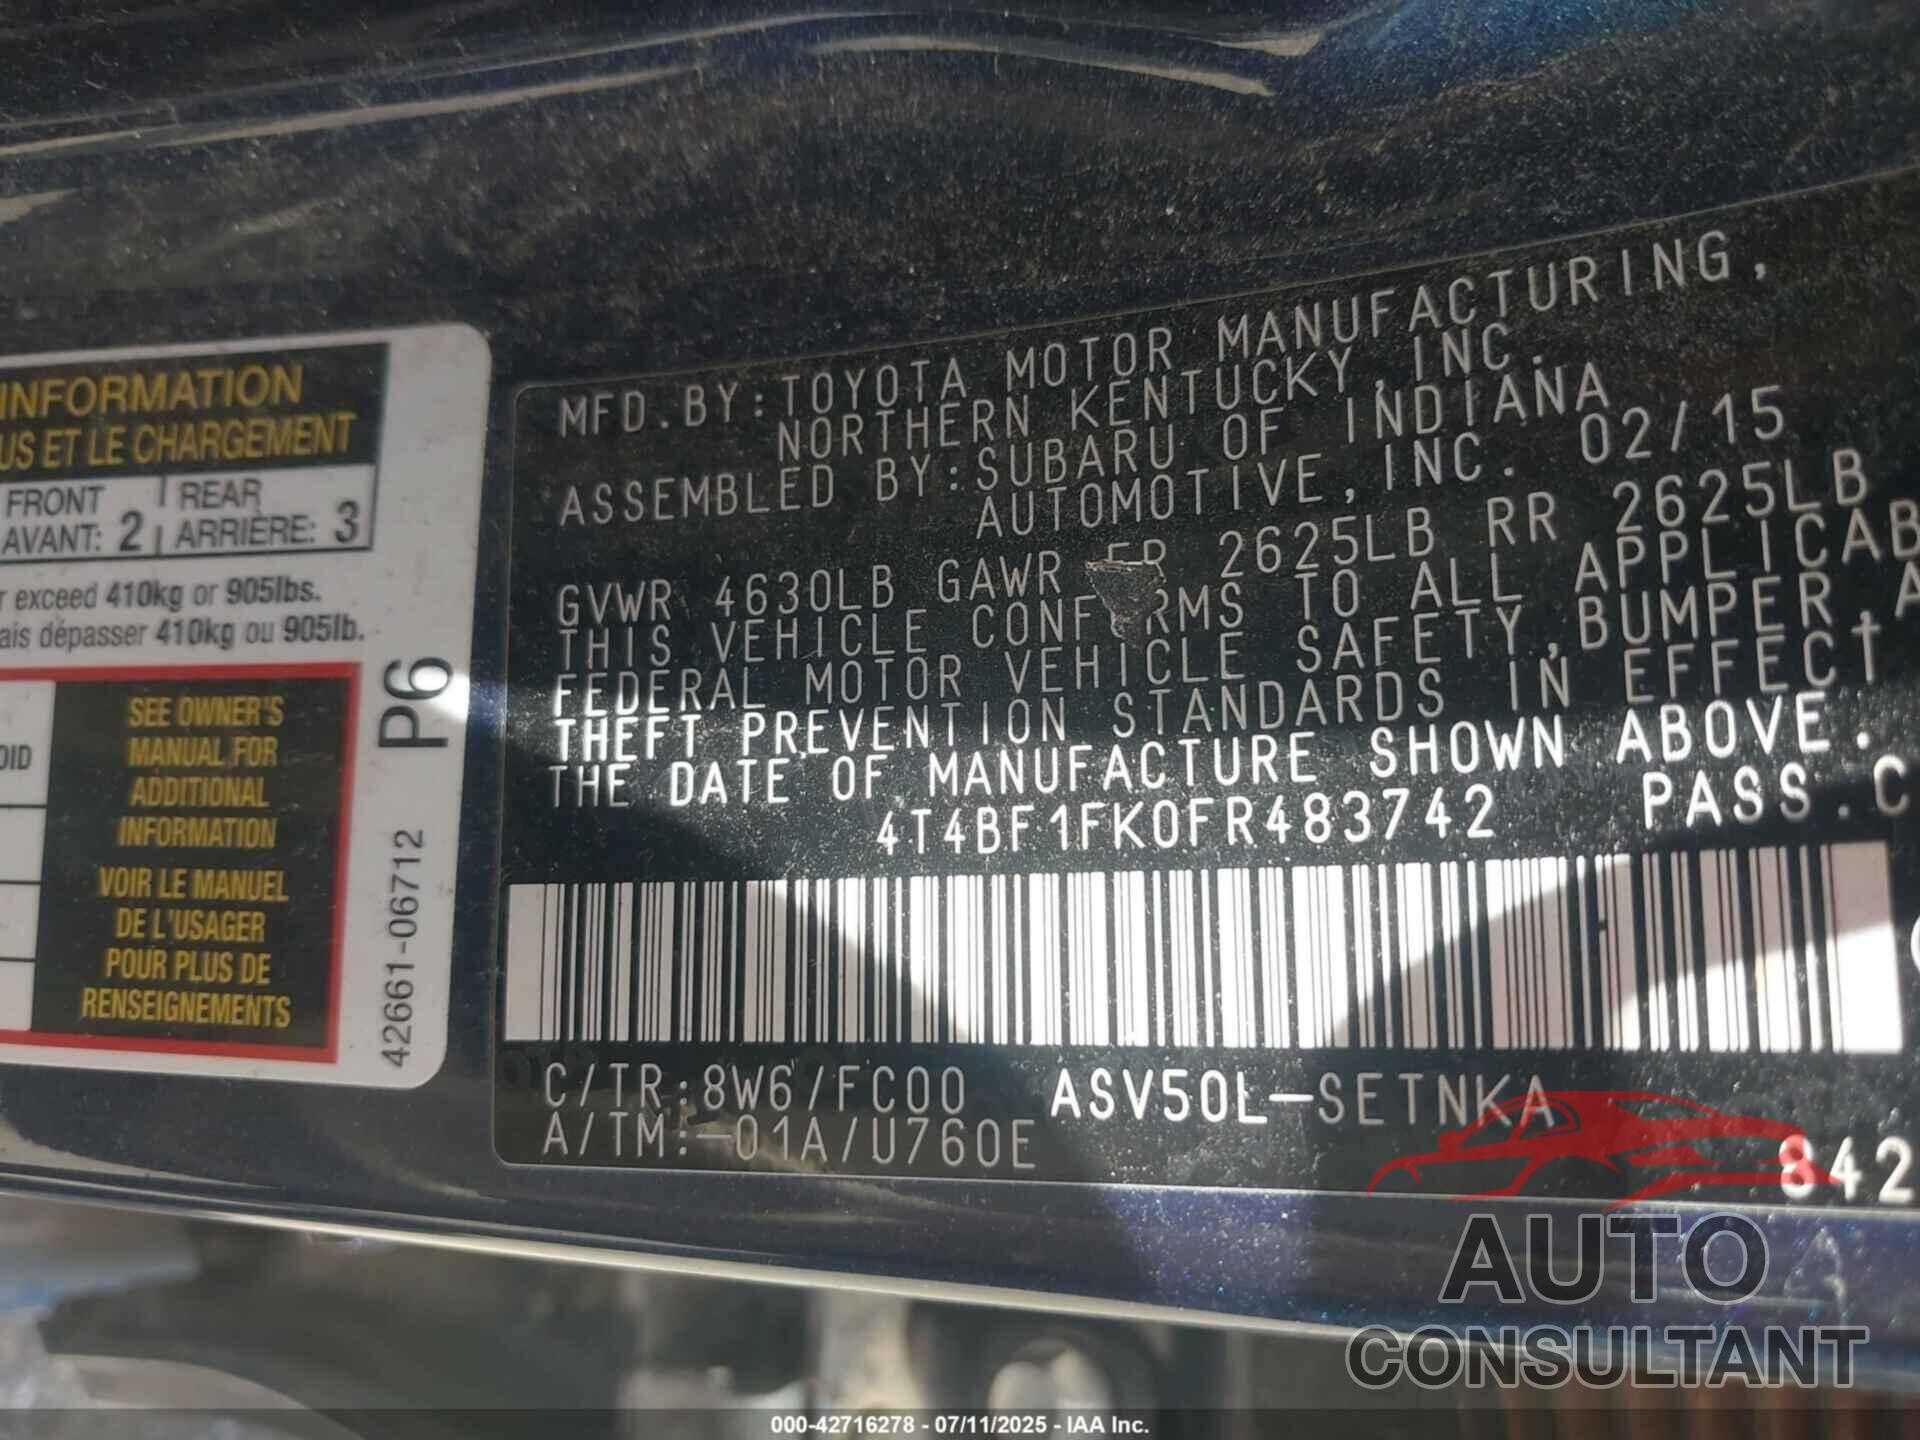 INFORMATION
US ET LE CHARGEMENT
FRONT
AVANT: 2
REAR
ARRIÈRE: 3
r exceed 410kg or 905lbs.
ais dépasser 410kg ou 905lb.
OID
SEE OWNER'S
MANUAL FOR
ADDITIONAL
INFORMATION
VOIR LE MANUEL
DE L'USAGER
POUR PLUS DE
RENSEIGNEMENTS
P6
42661-06712
MFD.BY:TOYOTA MOTOR MANUFACTURING,
NORTHERN KENTUCKY,INC.
ASSEMBLED BY:SUBARU OF INDIANA
AUTOMOTIVE,INC. 02/15
GVWR 4630LB GAWR FR 2625LB RR 2625LB
THIS VEHICLE CONFORMS TO ALL APPLICAB
FEDERAL MOTOR VEHICLE SAFETY,BUMPER,A
THEFT PREVENTION STANDARDS IN EFFECT
THE DATE OF MANUFACTURE SHOWN ABOVE.
4T4BF1FK0FR483742 PASS.C
C/TR:8W6/FC00 ASV50L-SETNKA
A/TM:-01A/U760E
842
AUTO
CONSULTANT
000-42716278 - 07/11/2025 - IAA Inc.